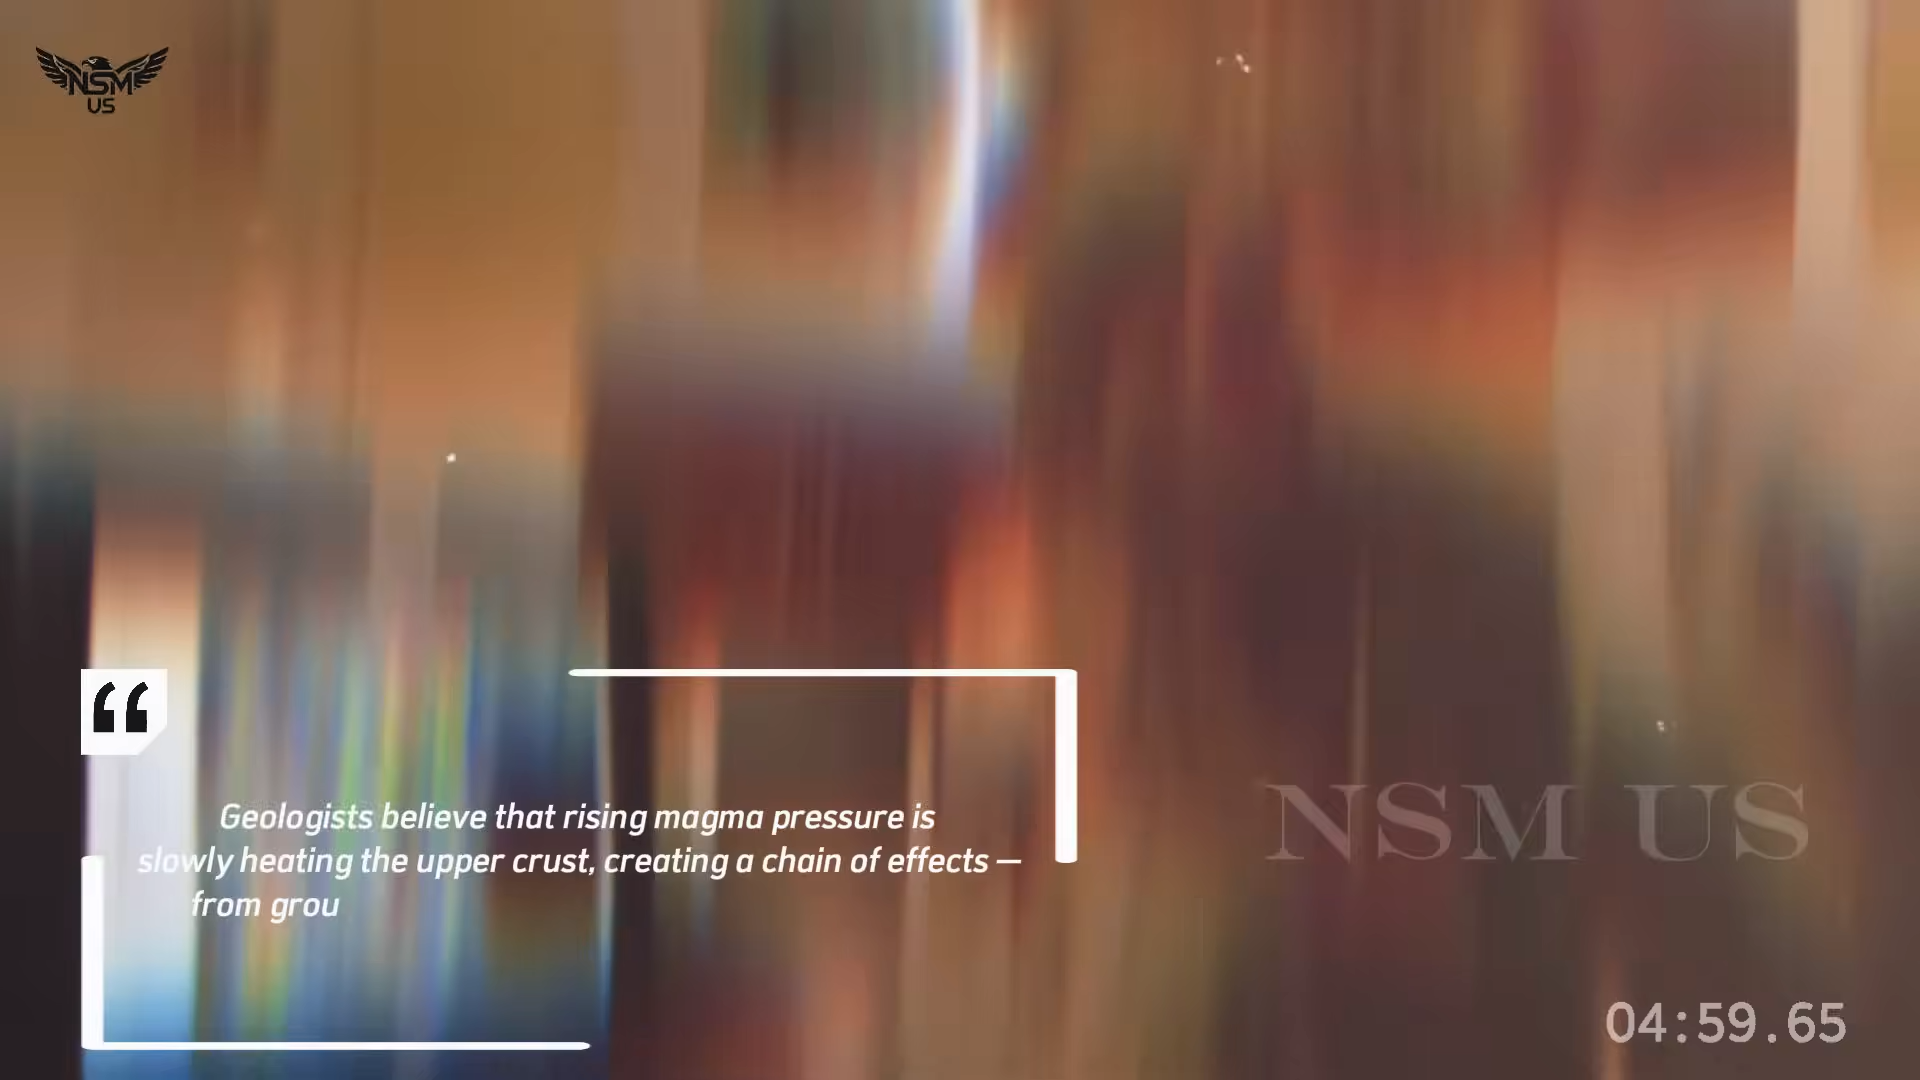 NSM
US
“
Geologists believe that rising magma pressure is
slowly heating the upper crust, creating a chain of effects —
from grou
NSM US
04:59.65